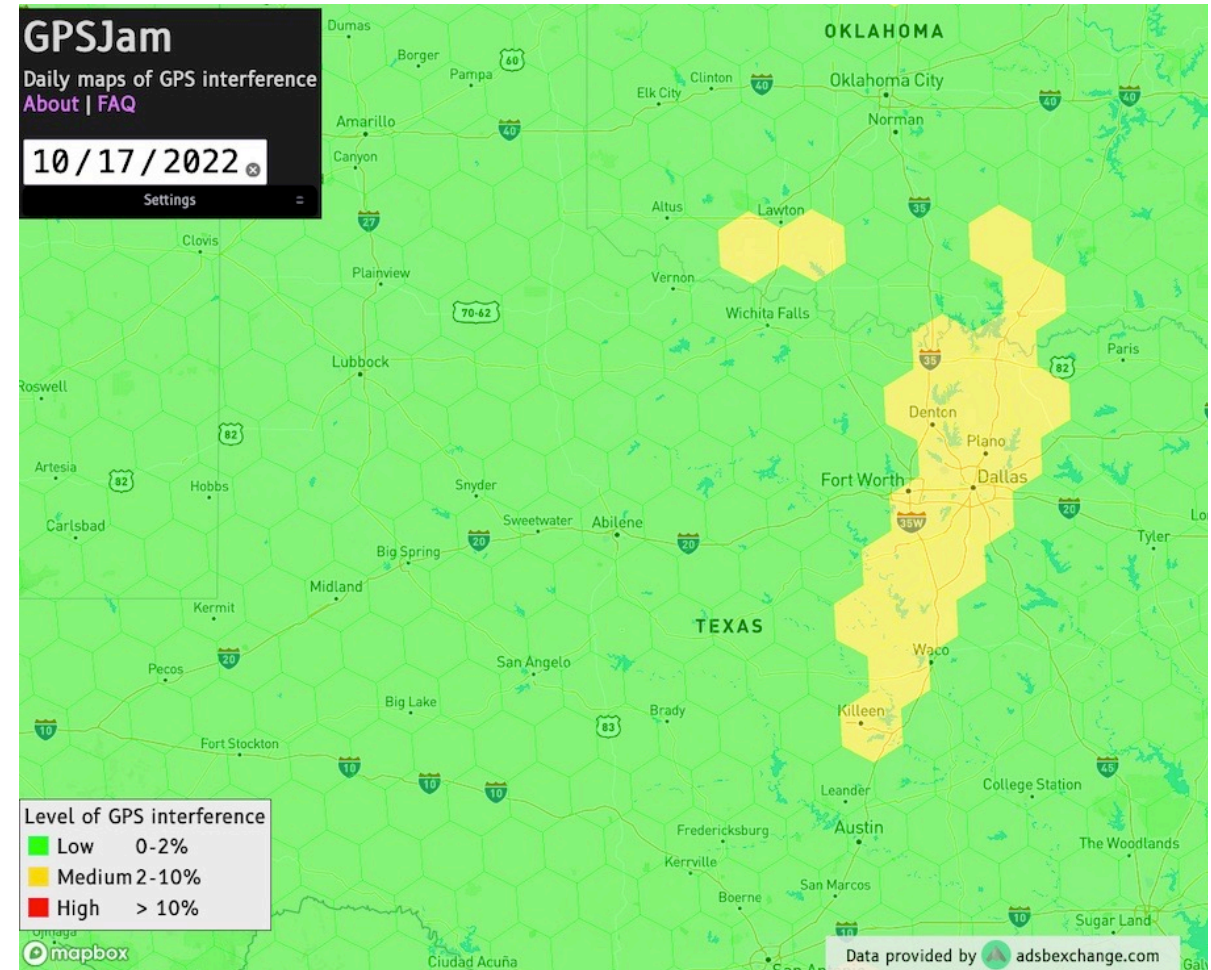 GPSJam
Daily maps of GPS interference
About | FAQ
10/17/2022
Settings
Dumas
OKLAHOMA
Borger
60
Pampa
Clinton
40
Oklahoma City
Elk City
40
40
Amarillo
40
Norman
Canyon
27
Altus
Lawton
35
Clovis
Plainview
Vernon
70-62
Wichita Falls
Lubbock
35
Paris
82
Roswell
Denton
82
Plano
Artesia
82
Hobbs
Snyder
Fort Worth
Dallas
20
Carlsbad
Sweetwater
Abilene
35W
Tyler
Big Spring
20
20
Midland
Kermit
TEXAS
20
Pecos
San Angelo
Waco
Big Lake
Brady
Killeen
10
83
Fort Stockton
10
10
10
45
Leander
College Station
Fredericksburg
Austin
The Woodlands
Kerrville
San Marcos
Boerne
10
10
Sugar Land
Ciudad Acuña
Level of GPS interference
Low 0-2%
Medium 2-10%
High > 10%
mapbox
Data provided by adsbexchange.com